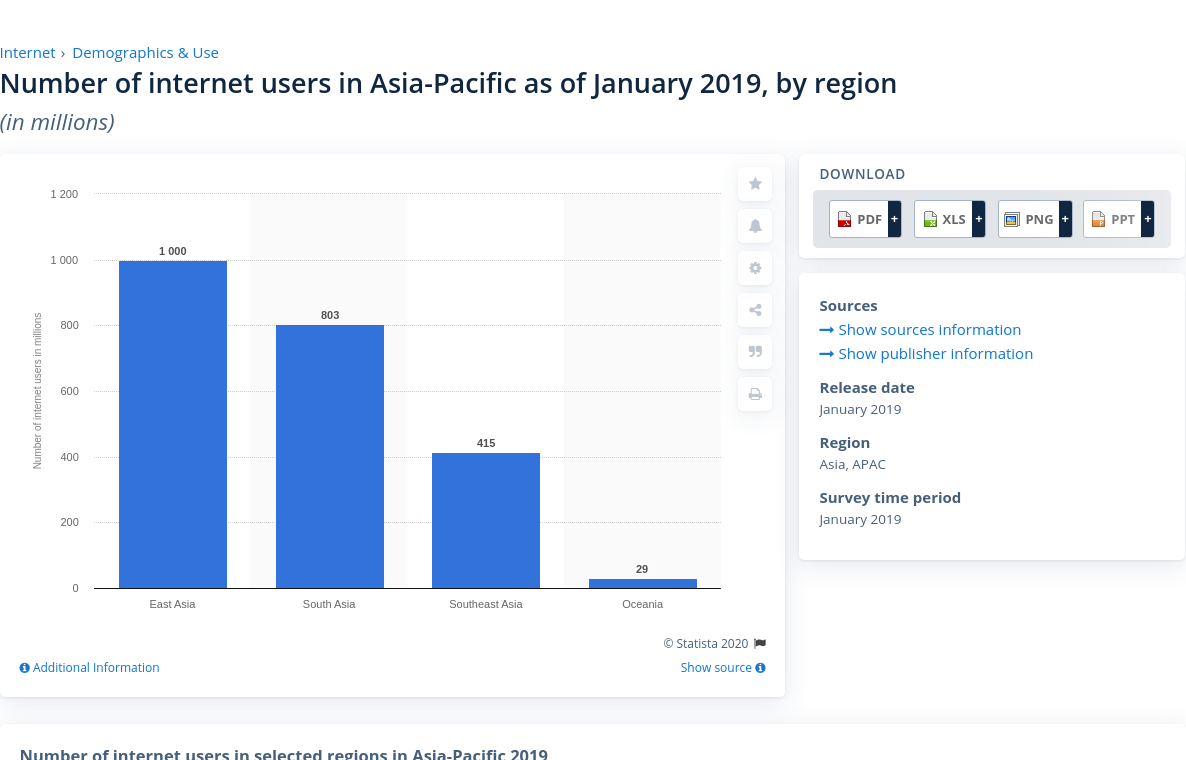 Internet › Demographics & Use
Number of internet users in Asia-Pacific as of January 2019, by region
(in millions)
1 200
1 000
800
600
400
200
0
Number of internet users in millions
1 000
803
415
29
East Asia
South Asia
Southeast Asia
Oceania
© Statista 2020
Additional Information
Show source
DOWNLOAD
PDF + XLS + PNG + PPT +
Sources
Show sources information
Show publisher information
Release date
January 2019
Region
Asia, APAC
Survey time period
January 2019
Number of internet users in selected regions in Asia-Pacific 2019